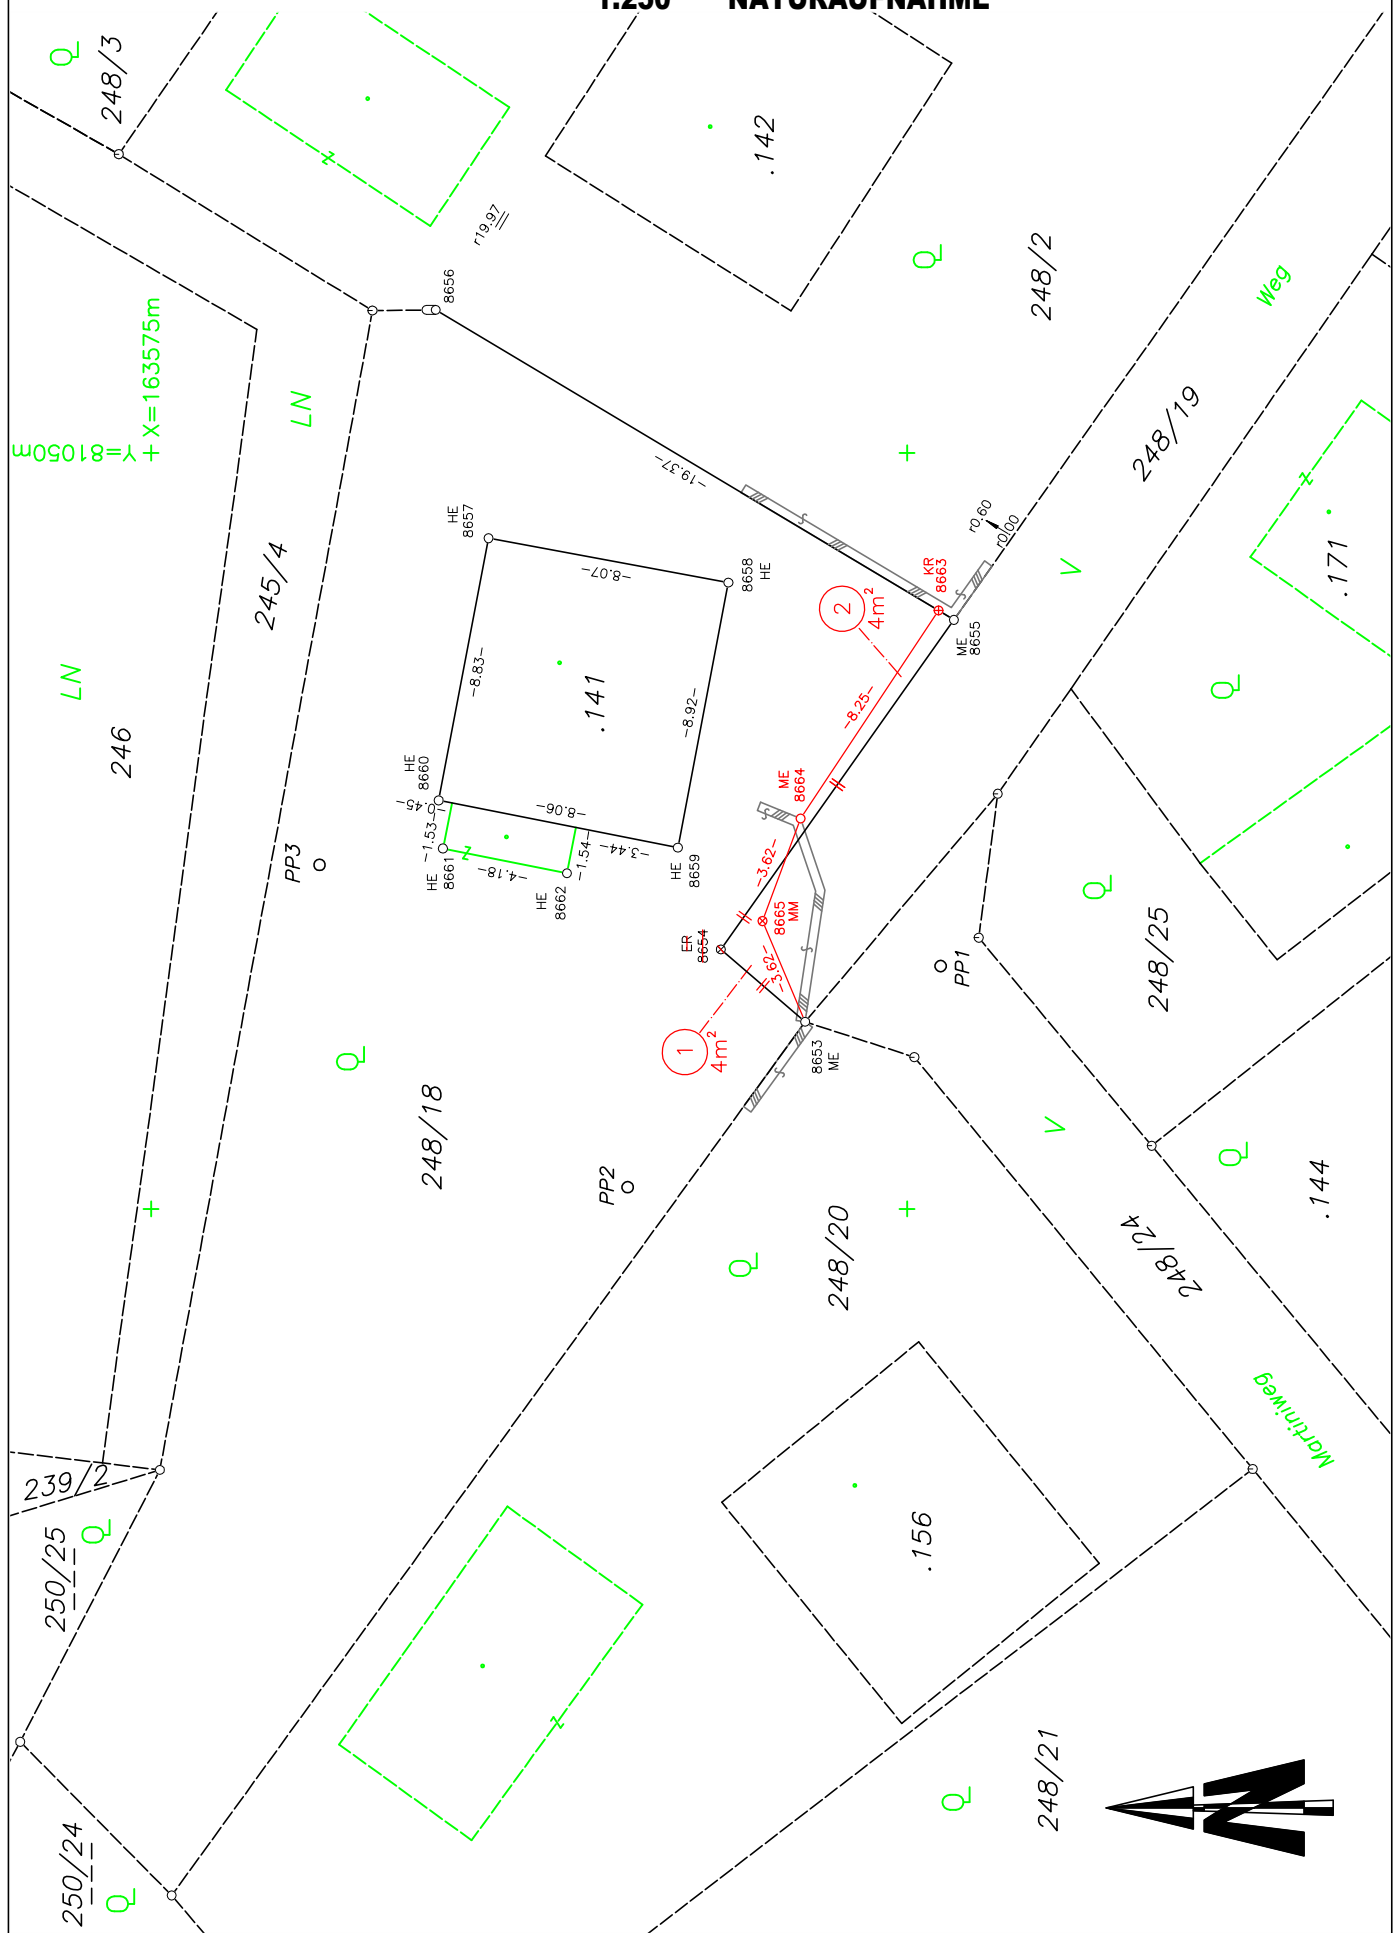 1:250 NATURAUFNAHME
248/3
.142
r19.97
8656
248/2
Weg
Y=81050m
X=163575m
LN
245/4
LN
246
HE
8657
-19.37-
-8.07-
8658
HE
-8.83-
.141
-8.92-
HE
8660
-0.45-
-8.06-
-1.53-
HE
8661
-4.18-
-1.54-
HE
8662
-3.44-
HE
8659
PP3
r0.60
r0.00
KR
8663
ME
8655
2
4m²
-8.25-
ME
8664
-3.62-
8665
MM
-3.62-
ER
8654
1
4m²
8653
ME
248/19
V
.171
248/25
PP1
248/18
PP2
248/20
V
248/24
.144
Martiniweg
239/2
250/25
.156
250/24
248/21
N